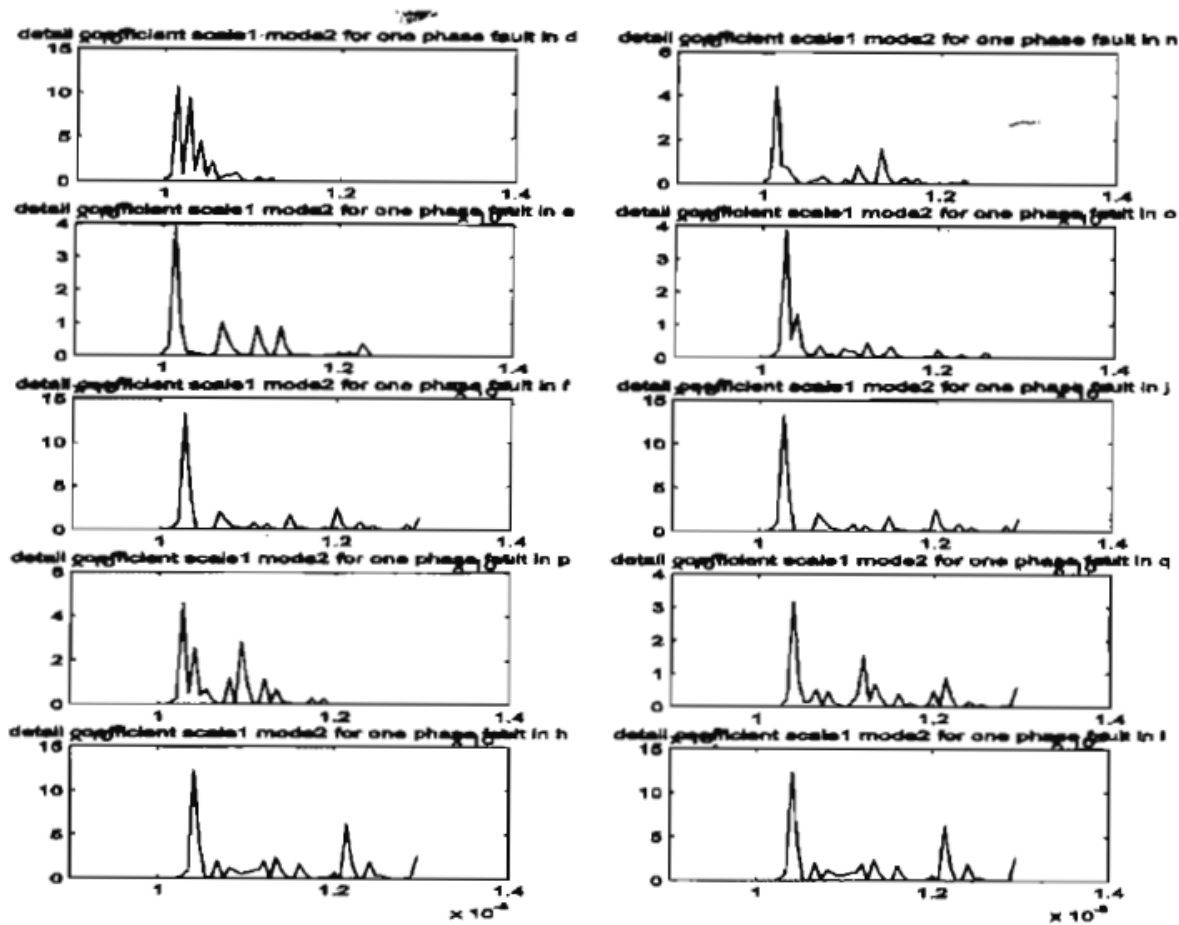 detail coefficient scale1 mode2 for one phase fault in d
15
10
5
0
1 1.2 1.4
detail coefficient scale1 mode2 for one phase fault in n
6
4
2
0
1 1.2 1.4
detail coefficient scale1 mode2 for one phase fault in e
4
3
2
1
0
1 1.2 1.4
detail coefficient scale1 mode2 for one phase fault in o
4
3
2
1
0
1 1.2 1.4
detail coefficient scale1 mode2 for one phase fault in f
15
10
5
0
1 1.2 1.4
detail coefficient scale1 mode2 for one phase fault in j
15
10
5
0
1 1.2 1.4
detail coefficient scale1 mode2 for one phase fault in p
6
4
2
0
1 1.2 1.4
detail coefficient scale1 mode2 for one phase fault in q
4
3
2
1
0
1 1.2 1.4
detail coefficient scale1 mode2 for one phase fault in h
15
10
5
0
1 1.2 1.4
x 10
detail coefficient scale1 mode2 for one phase fault in
15
10
5
0
1 1.2 1.4
x 10